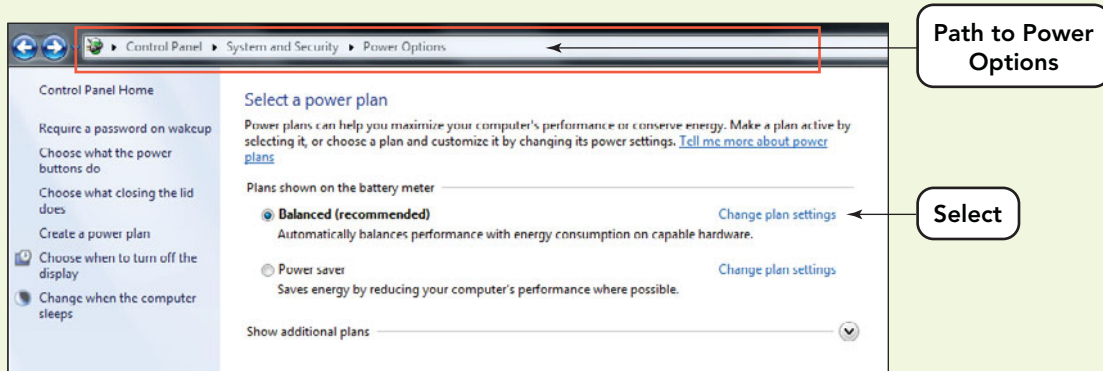 Control Panel ▸ System and Security ▸ Power Options
Path to Power
Options
Control Panel Home
Require a password on wakeup
Choose what the power
buttons do
Choose what closing the lid
does
Create a power plan
Choose when to turn off the
display
Change when the computer
sleeps
Select a power plan
Power plans can help you maximize your computer's performance or conserve energy. Make a plan active by
selecting it, or choose a plan and customize it by changing its power settings. Tell me more about power
plans
Plans shown on the battery meter
Balanced (recommended) Change plan settings
Automatically balances performance with energy consumption on capable hardware.
Select
Power saver Change plan settings
Saves energy by reducing your computer's performance where possible.
Show additional plans